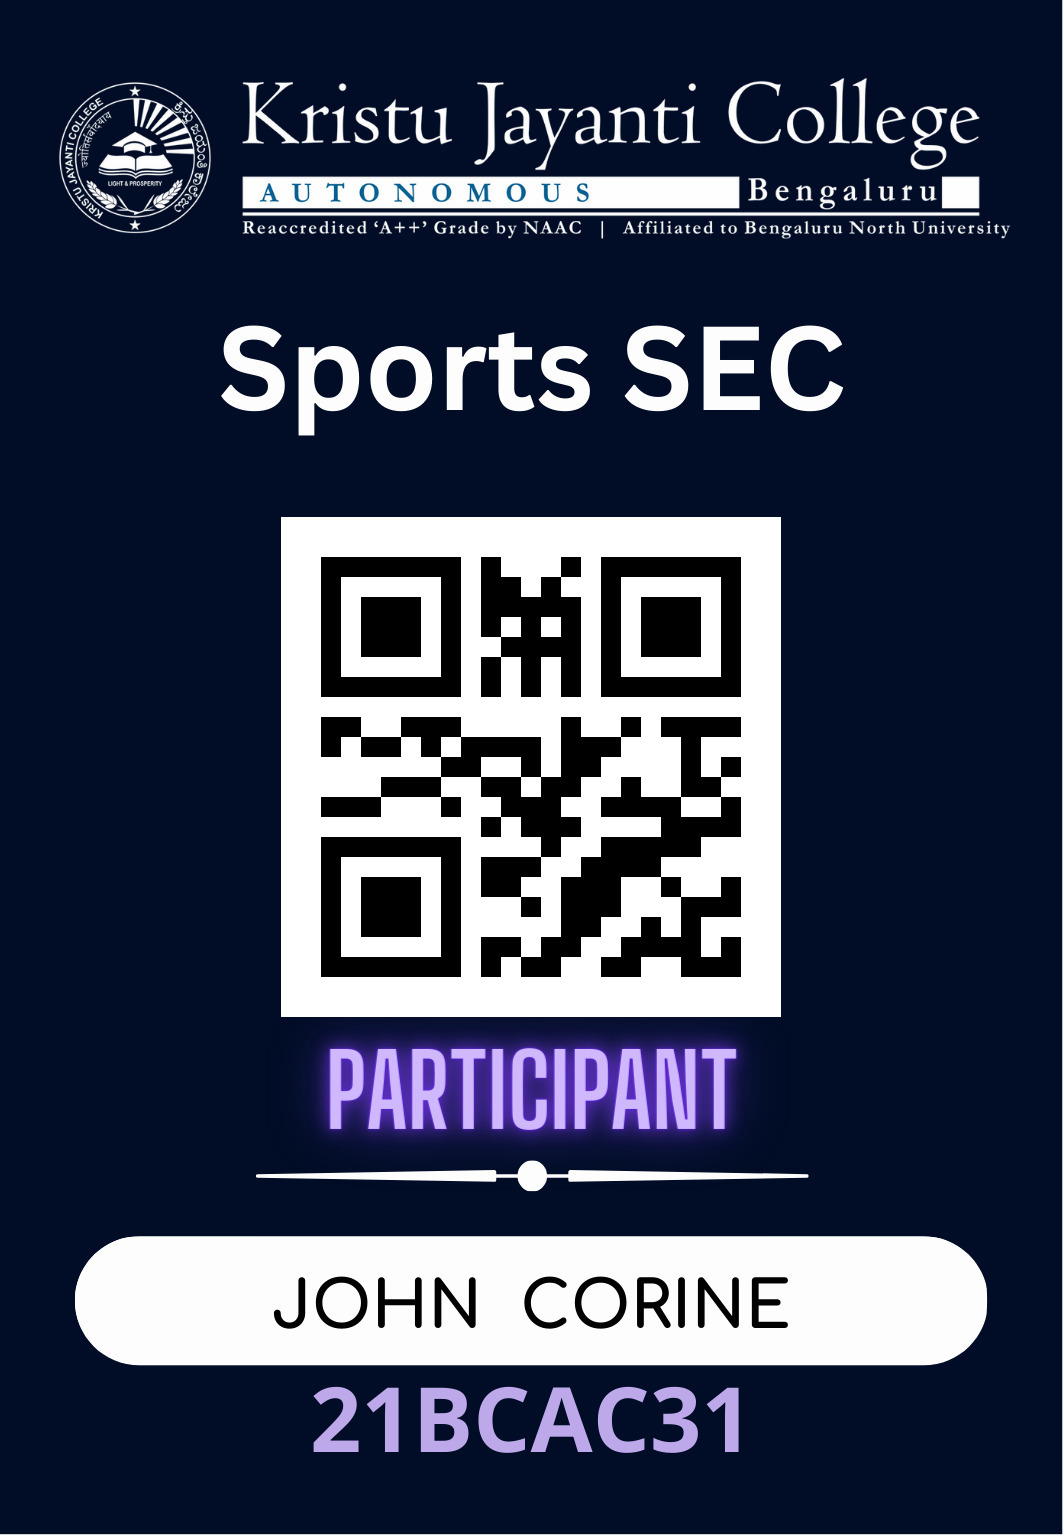 Kristu Jayanti College
AUTONOMOUS Bengaluru
Reaccredited ‘A++’ Grade by NAAC | Affiliated to Bengaluru North University
KRISTU JAYANTI COLLEGE
LIGHT & PROSPERITY
Sports SEC
PARTICIPANT
JOHN CORINE
21BCAC31